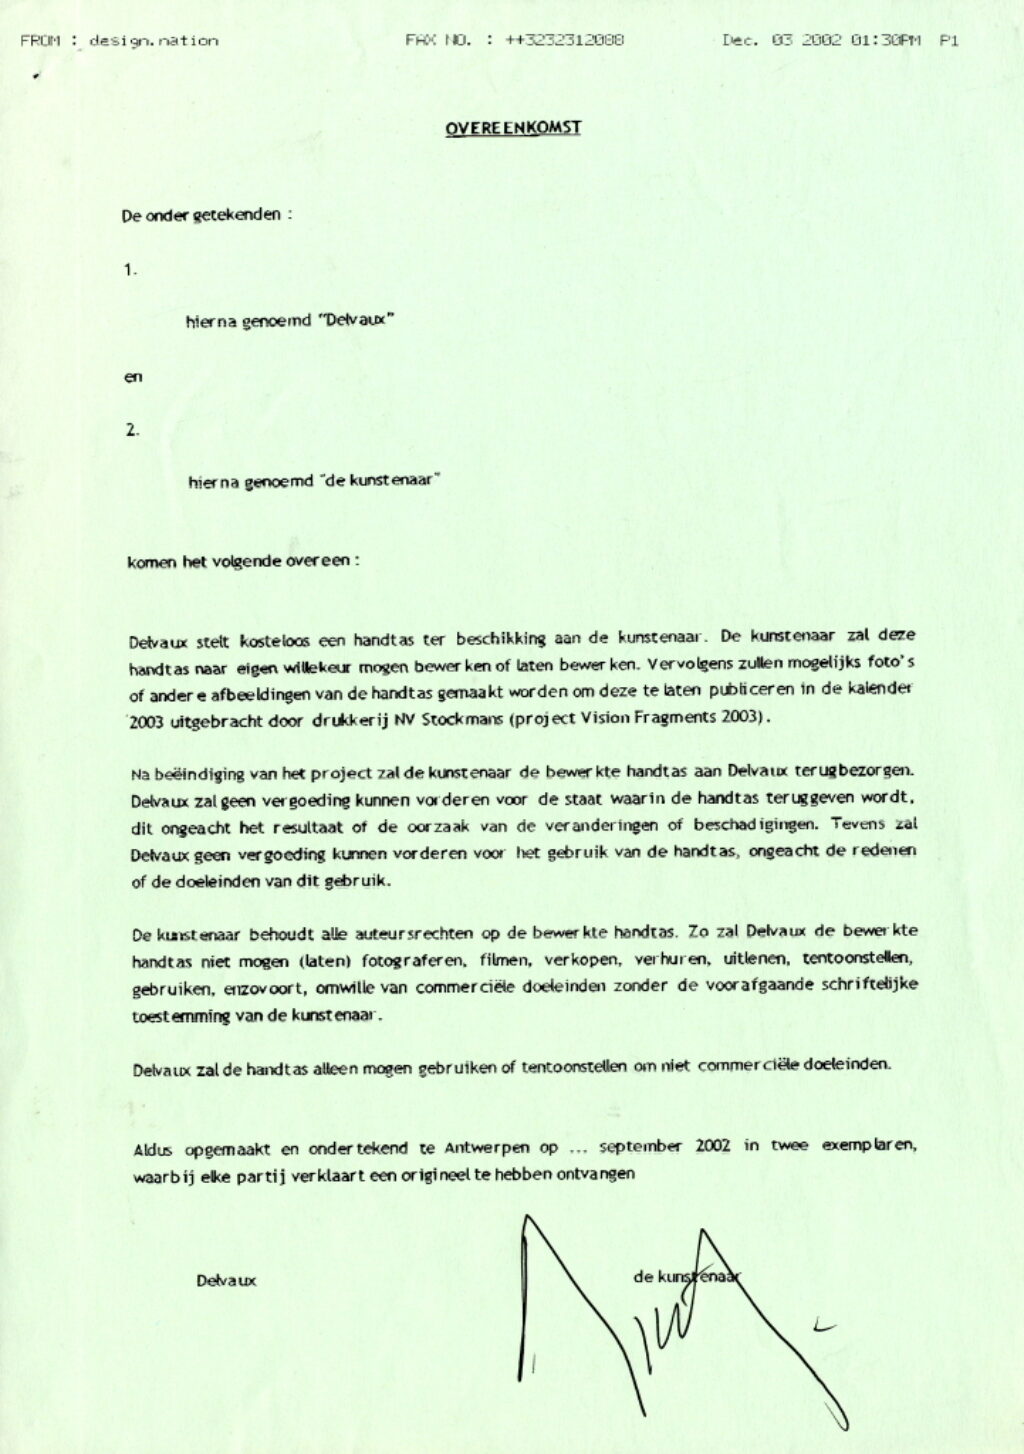 FROM : design.nation FAX NO. : ++3232312088 Dec. 03 2002 01:30PM P1
OVEREENKOMST
De ondergetekenden :
1.
hierna genoemd "Delvaux"
en
2.
hierna genoemd "de kunstenaar"
komen het volgende overeen :
Delvaux stelt kosteloos een handtas ter beschikking aan de kunstenaar. De kunstenaar zal deze
handtas naar eigen willekeur mogen bewerken of laten bewerken. Vervolgens zullen mogelijks foto's
of andere afbeeldingen van de handtas gemaakt worden om deze te laten publiceren in de kalender
2003 uitgebracht door drukkerij NV Stockmans (project Vision Fragments 2003).
Na beëindiging van het project zal de kunstenaar de bewerkte handtas aan Delvaux terugbezorgen.
Delvaux zal geen vergoeding kunnen vorderen voor de staat waarin de handtas teruggeven wordt,
dit ongeacht het resultaat of de oorzaak van de veranderingen of beschadigingen. Tevens zal
Delvaux geen vergoeding kunnen vorderen voor het gebruik van de handtas, ongeacht de redenen
of de doeleinden van dit gebruik.
De kunstenaar behoudt alle auteursrechten op de bewerkte handtas. Zo zal Delvaux de bewerkte
handtas niet mogen (laten) fotograferen, filmen, verkopen, verhuren, uitlenen, tentoonstellen,
gebruiken, enzovoort, omwille van commerciële doeleinden zonder de voorafgaande schriftelijke
toestemming van de kunstenaar.
Delvaux zal de handtas alleen mogen gebruiken of tentoonstellen om niet commerciële doeleinden.
Aldus opgemaakt en ondertekend te Antwerpen op ... september 2002 in twee exemplaren,
waarbij elke partij verklaart een origineel te hebben ontvangen
Delvaux de kunstenaar